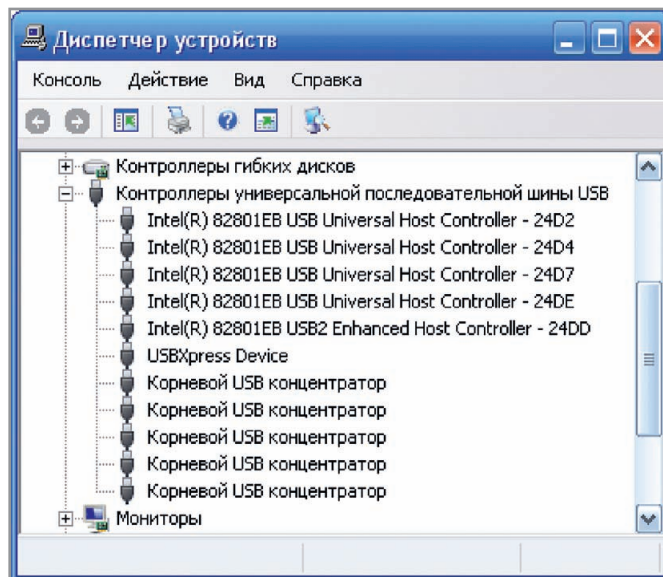 Диспетчер устройств
Консоль Действие Вид Справка
Контроллеры гибких дисков
Контроллеры универсальной последовательной шины USB
Intel(R) 82801EB USB Universal Host Controller - 24D2
Intel(R) 82801EB USB Universal Host Controller - 24D4
Intel(R) 82801EB USB Universal Host Controller - 24D7
Intel(R) 82801EB USB Universal Host Controller - 24DE
Intel(R) 82801EB USB2 Enhanced Host Controller - 24DD
USBXpress Device
Корневой USB концентратор
Корневой USB концентратор
Корневой USB концентратор
Корневой USB концентратор
Корневой USB концентратор
Мониторы